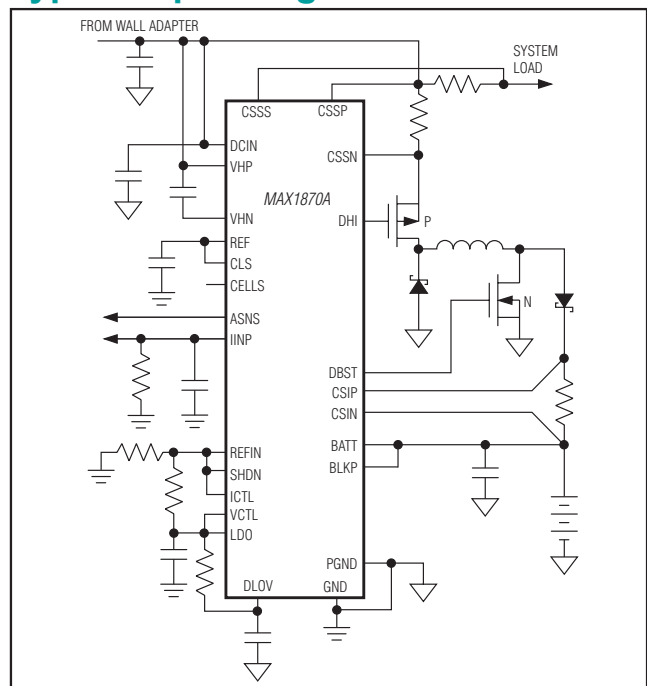 FROM WALL ADAPTER
SYSTEM
LOAD
CSSS
CSSP
DCIN
VHP
CSSN
MAX1870A
VHN
DHI
P
REF
CLS
CELLS
ASNS
N
IINP
DBST
CSIP
CSIN
REFIN
BATT
SHDN
BLKP
ICTL
VCTL
LDO
PGND
DLOV
GND